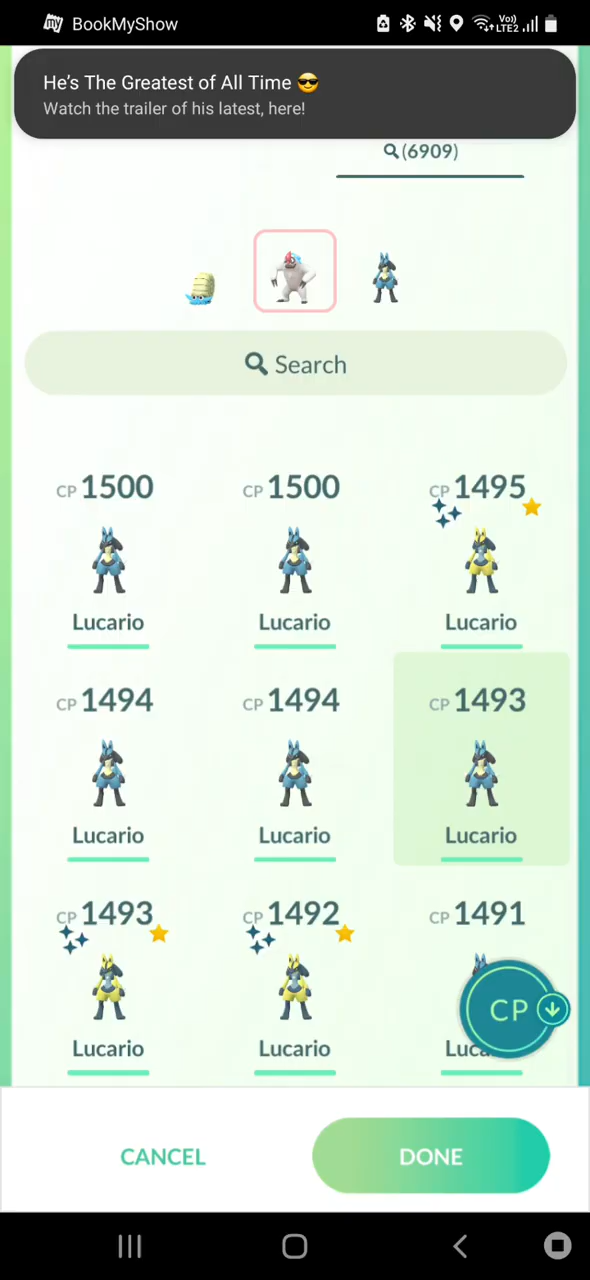 BookMyShow
Vo))
LTE2
He's The Greatest of All Time 😎
Watch the trailer of his latest, here!
(6909)
Search
CP 1500 CP 1500 CP 1495
Lucario Lucario Lucario
CP 1494 CP 1494 CP 1493
Lucario Lucario Lucario
CP 1493 CP 1492 CP 1491
CP
Lucario Lucario
CANCEL DONE